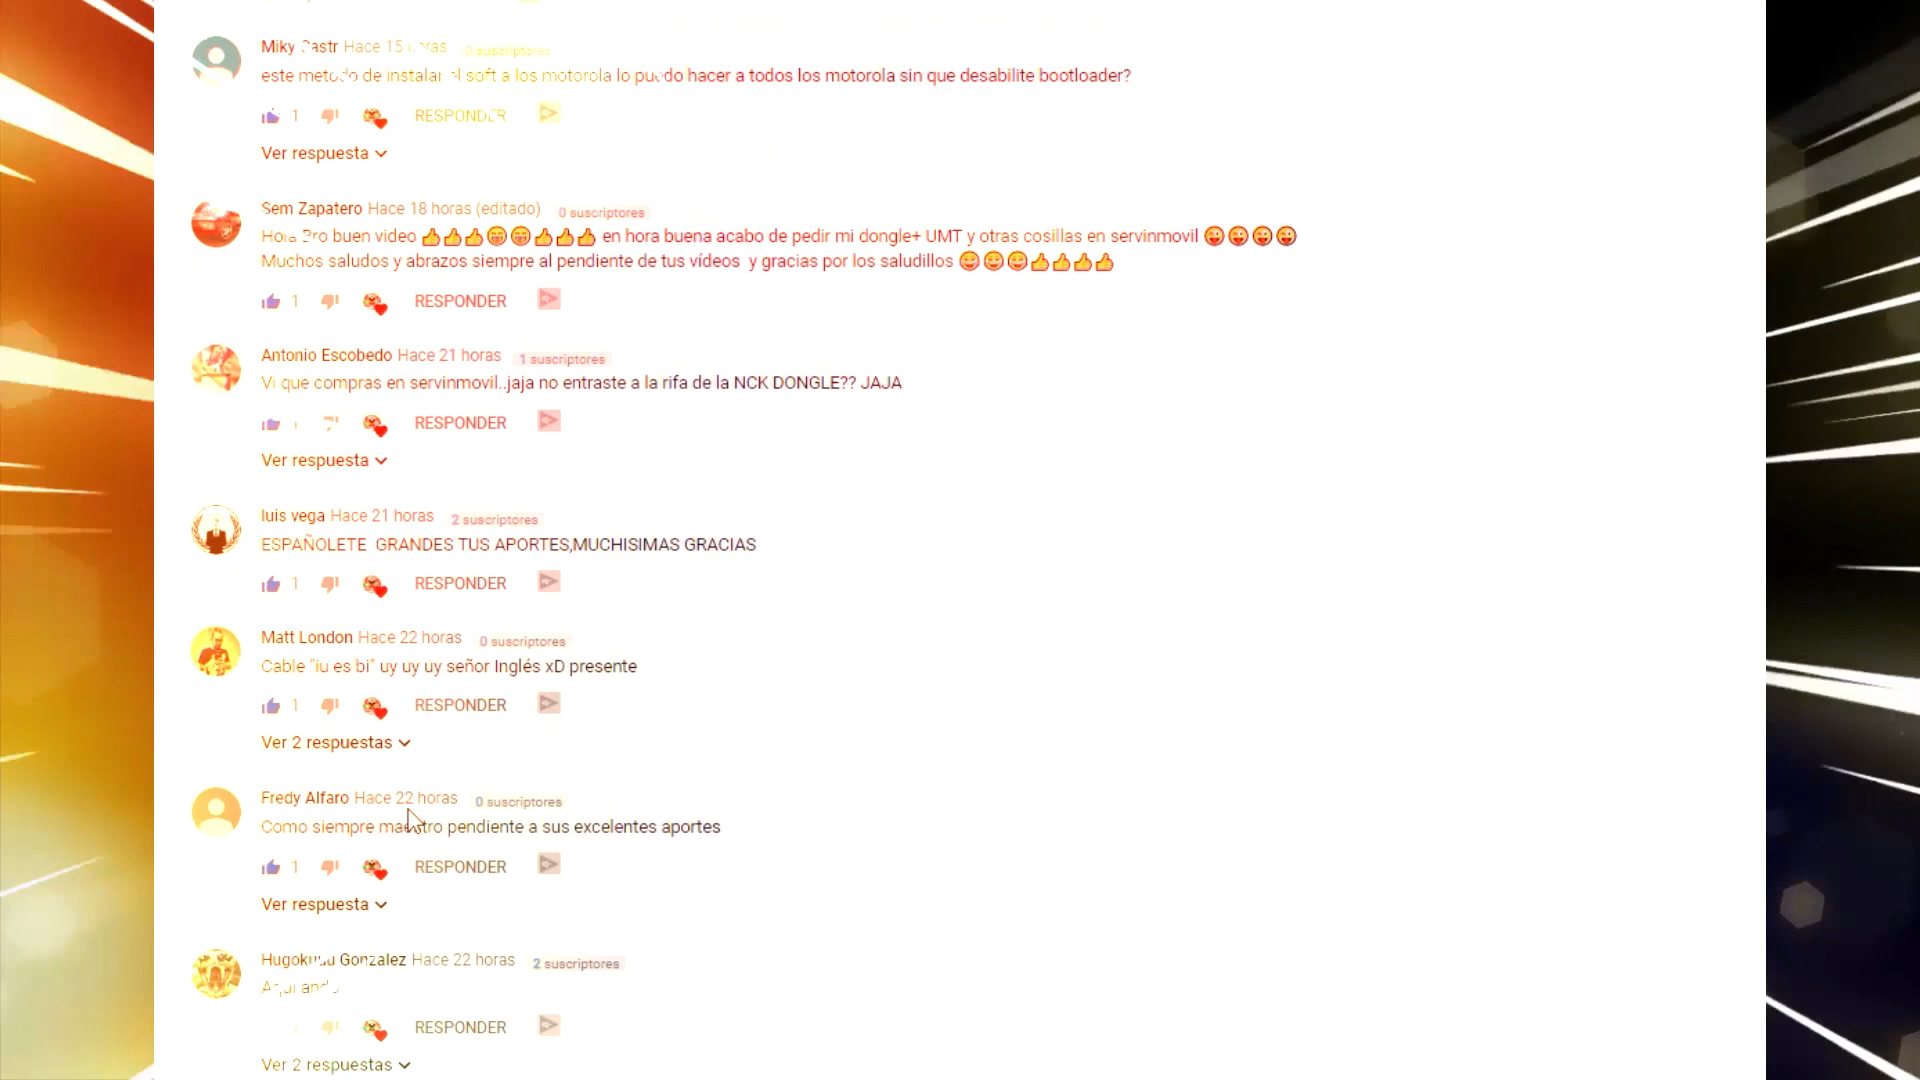 Miky Castr Hace 15 horas 0 suscriptores
este metodo de instalar el soft a los motorola lo puedo hacer a todos los motorola sin que desabilite bootloader?
1 RESPONDER
Ver respuesta
Sem Zapatero Hace 18 horas (editado) 0 suscriptores
Hola Pro buen video 👍👍👍😁😁👍👍👍 en hora buena acabo de pedir mi dongle+ UMT y otras cosillas en servinmovil 😜😜😜😜
Muchos saludos y abrazos siempre al pendiente de tus vídeos y gracias por los saludillos 😄😄😄👍👍👍👍
1 RESPONDER
Antonio Escobedo Hace 21 horas 1 suscriptores
Vi que compras en servinmovil..jaja no entraste a la rifa de la NCK DONGLE?? JAJA
RESPONDER
Ver respuesta
luis vega Hace 21 horas 2 suscriptores
ESPAÑOLETE GRANDES TUS APORTES,MUCHISIMAS GRACIAS
1 RESPONDER
Matt London Hace 22 horas 0 suscriptores
Cable "iu es bi" uy uy uy señor Inglés xD presente
1 RESPONDER
Ver 2 respuestas
Fredy Alfaro Hace 22 horas 0 suscriptores
Como siempre maestro pendiente a sus excelentes aportes
1 RESPONDER
Ver respuesta
Gonzalez Hace 22 horas 2 suscriptores
RESPONDER
Ver 2 respuestas